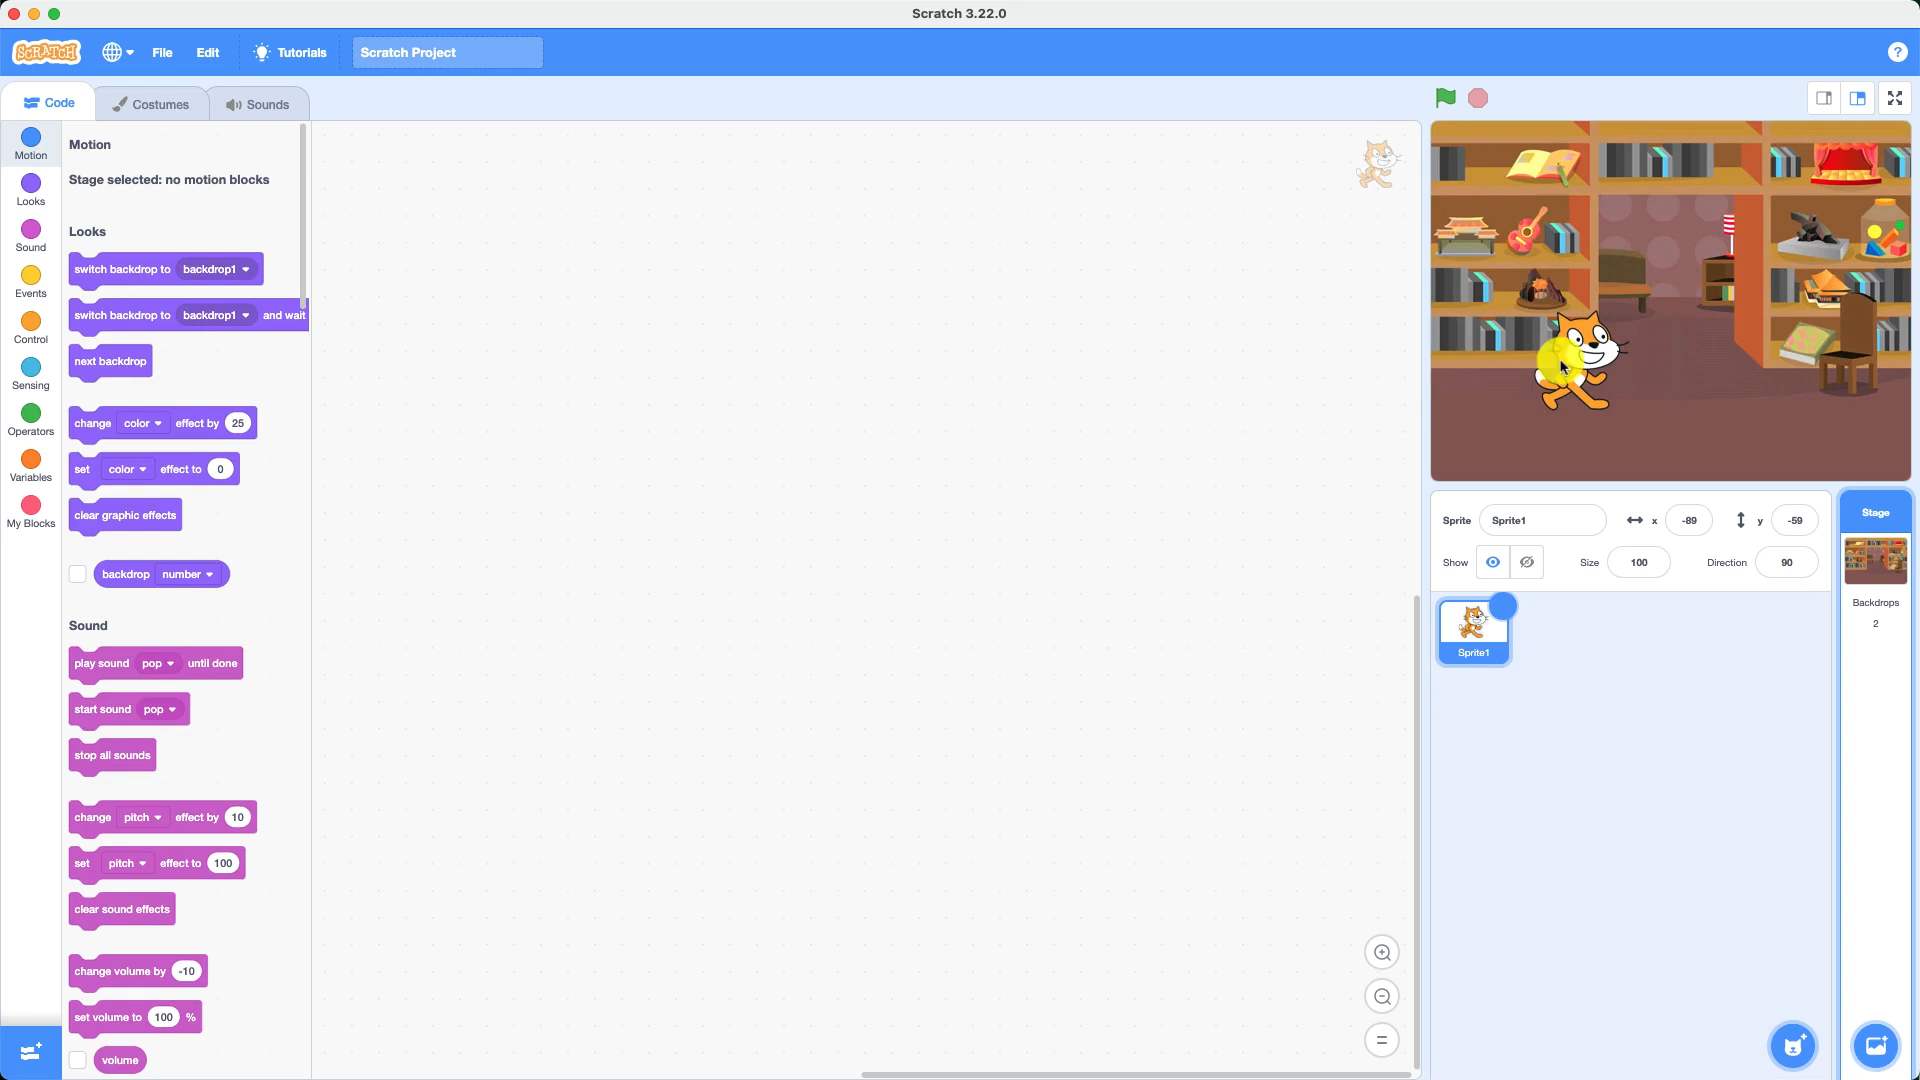 Scratch 3.22.0
SCRATCH File Edit Tutorials Scratch Project ?
Code Costumes Sounds
Motion
Looks
Sound
Events
Control
Sensing
Operators
Variables
My Blocks
Motion
Stage selected: no motion blocks
Looks
switch backdrop to backdrop1
switch backdrop to backdrop1 and wait
next backdrop
change color effect by 25
set color effect to 0
clear graphic effects
backdrop number
Sound
play sound pop until done
start sound pop
stop all sounds
change pitch effect by 10
set pitch effect to 100
clear sound effects
change volume by -10
set volume to 100 %
volume
Sprite Sprite1 x -89 y -59
Show Size 100 Direction 90
Sprite1
Stage
Backdrops
2